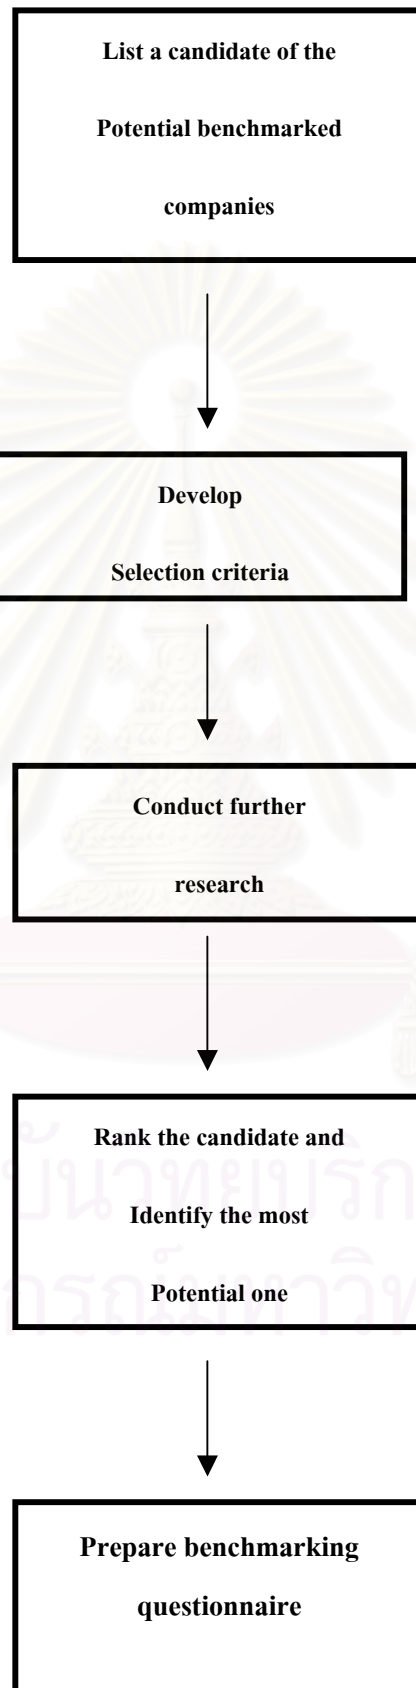 List a candidate of the
Potential benchmarked
companies
Develop
Selection criteria
Conduct further
research
Rank the candidate and
Identify the most
Potential one
Prepare benchmarking
questionnaire